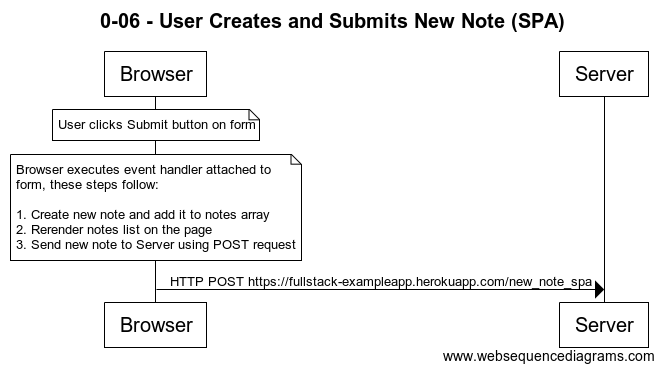 0-06 - User Creates and Submits New Note (SPA)
Browser
Server
User clicks Submit button on form
Browser executes event handler attached to
form, these steps follow:
1. Create new note and add it to notes array
2. Rerender notes list on the page
3. Send new note to Server using POST request
HTTP POST https://fullstack-exampleapp.herokuapp.com/new_note_spa
Browser
Server
www.websequencediagrams.com